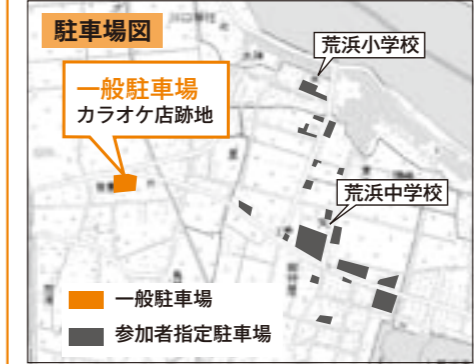 駐車場図
荒浜小学校
一般駐車場
カラオケ店跡地
荒浜中学校
一般駐車場
参加者指定駐車場